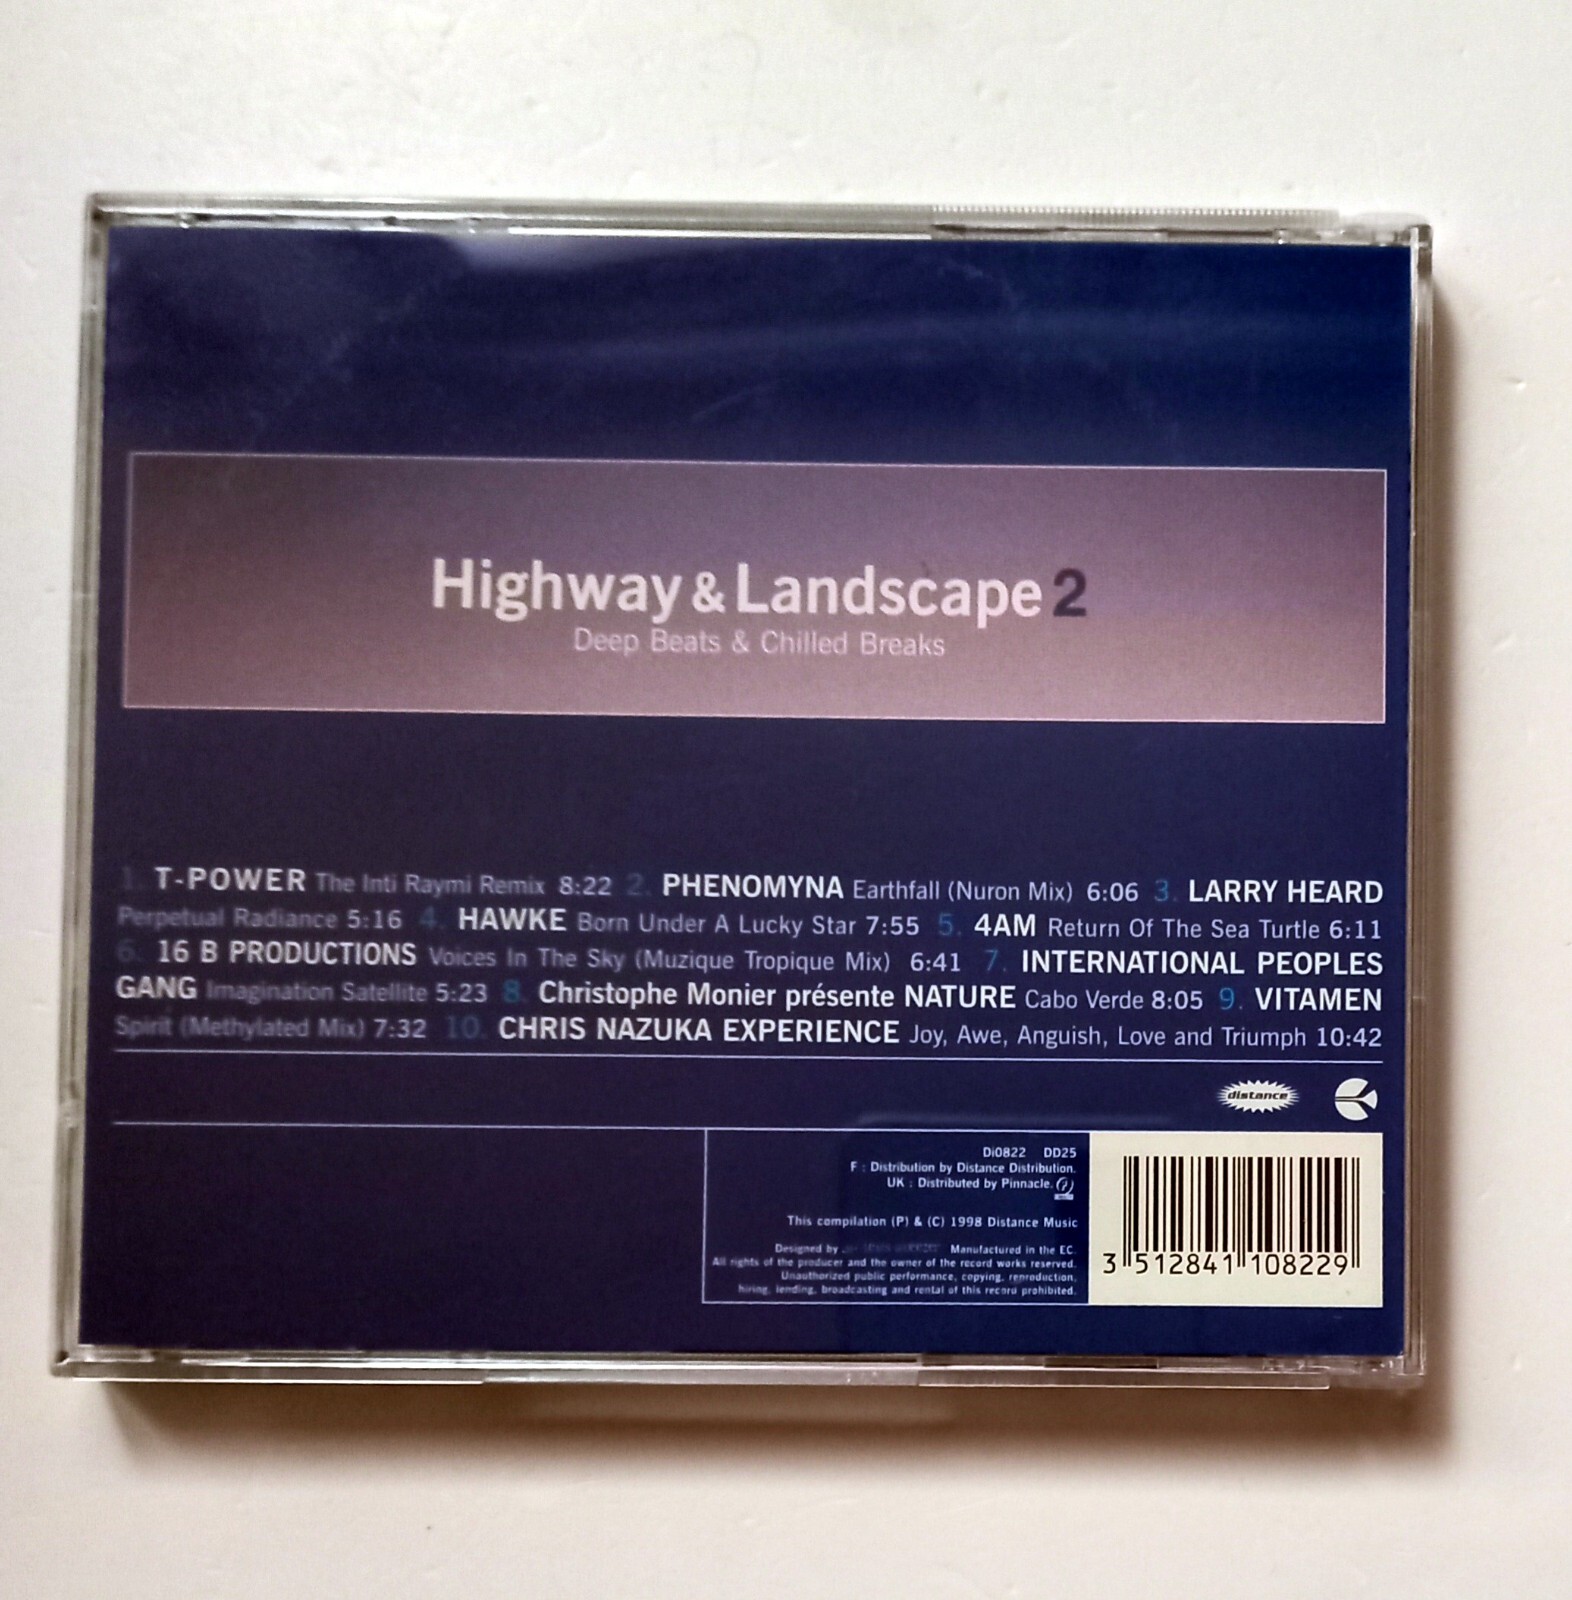 Highway & Landscape 2
Deep Beats & Chilled Breaks
1. T-POWER The Inti Raymi Remix 8:22 2. PHENOMYNA Earthfall (Nuron Mix) 6:06 3. LARRY HEARD
Perpetual Radiance 5:16 4. HAWKE Born Under A Lucky Star 7:55 5. 4AM Return Of The Sea Turtle 6:11
6. 16 B PRODUCTIONS Voices In The Sky (Muzique Tropique Mix) 6:41 7. INTERNATIONAL PEOPLES
GANG Imagination Satellite 5:23 8. Christophe Monier présente NATURE Cabo Verde 8:05 9. VITAMEN
Spirit (Methylated Mix) 7:32 10. CHRIS NAZUKA EXPERIENCE Joy, Awe, Anguish, Love and Triumph 10:42
distance
Di0822 DD25
F : Distribution by Distance Distribution.
UK : Distributed by Pinnacle.
This compilation (P) & (C) 1998 Distance Music
Designed by Manufactured in the EC.
All rights of the producer and the owner of the record works reserved.
Unauthorized public performance, copying, reproduction,
hiring, lending, broadcasting and rental of this record prohibited.
3 512841 108229